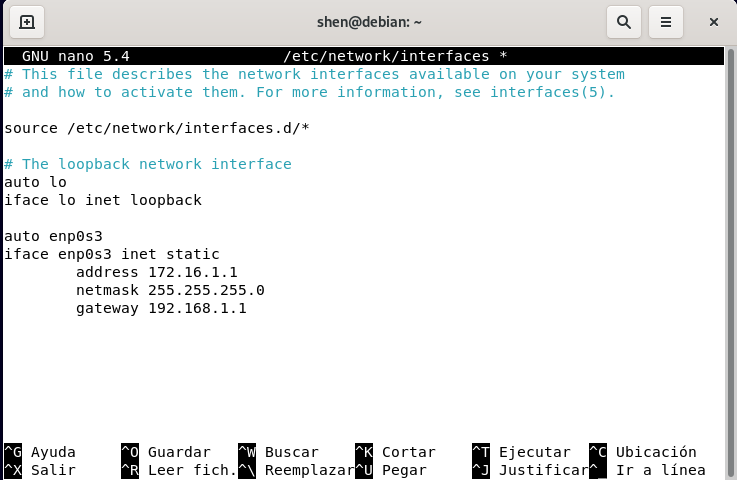 shen@debian: ~
GNU nano 5.4 /etc/network/interfaces *
# This file describes the network interfaces available on your system
# and how to activate them. For more information, see interfaces(5).
source /etc/network/interfaces.d/*
# The loopback network interface
auto lo
iface lo inet loopback
auto enp0s3
iface enp0s3 inet static
address 172.16.1.1
netmask 255.255.255.0
gateway 192.168.1.1
^G Ayuda ^O Guardar ^W Buscar ^K Cortar ^T Ejecutar ^C Ubicación
^X Salir ^R Leer fich. ^\ Reemplazar ^U Pegar ^J Justificar ^_ Ir a línea